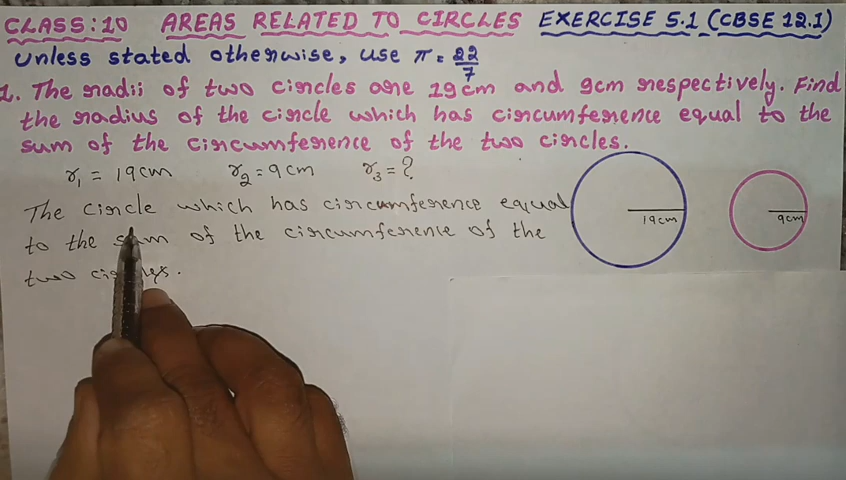 CLASS:10 AREAS RELATED TO CIRCLES EXERCISE 5.1 (CBSE 12.1)
Unless stated otherwise, use π = 22/7
1. The radii of two circles are 19cm and 9cm respectively. Find
the radius of the circle which has circumference equal to the
sum of the circumference of the two circles.
r₁ = 19cm r₂ = 9cm r₃ = ?
The circle which has circumference equal
to the sum of the circumference of the
two circles.
19cm
9cm